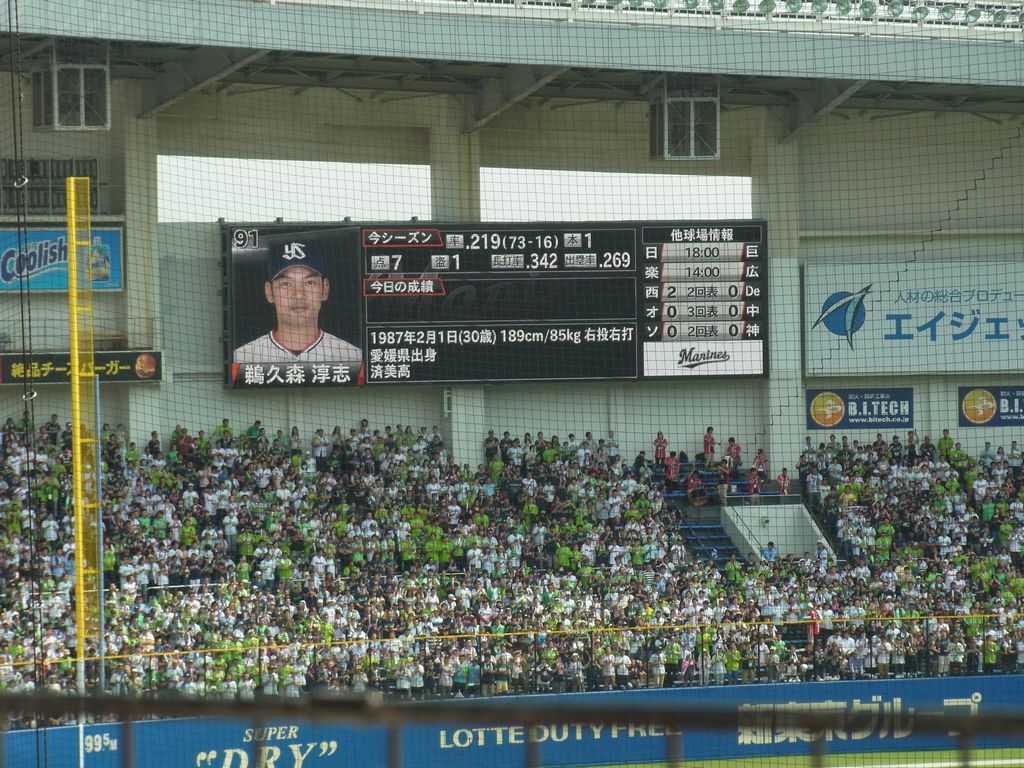 91
鵜久森 淳志
今シーズン 率.219(73-16) 本1
点7 盗1 長打率.342 出塁率.269
今日の成績
1987年2月1日(30歳) 189cm/85kg 右投右打
愛媛県出身
済美高
他球場情報
日 18:00 巨
楽 14:00 広
西 2 2回表 0 De
オ 0 3回表 0 中
ソ 0 2回表 0 神
Marines
Coolish
絶品チーズバーガー
人材の総合プロデュー
エイジェッ
B.I.TECH
www.bitech.co.jp
B.I.
99.5M
SUPER
"DRY"
LOTTE DUTY FREE
新東京グループ